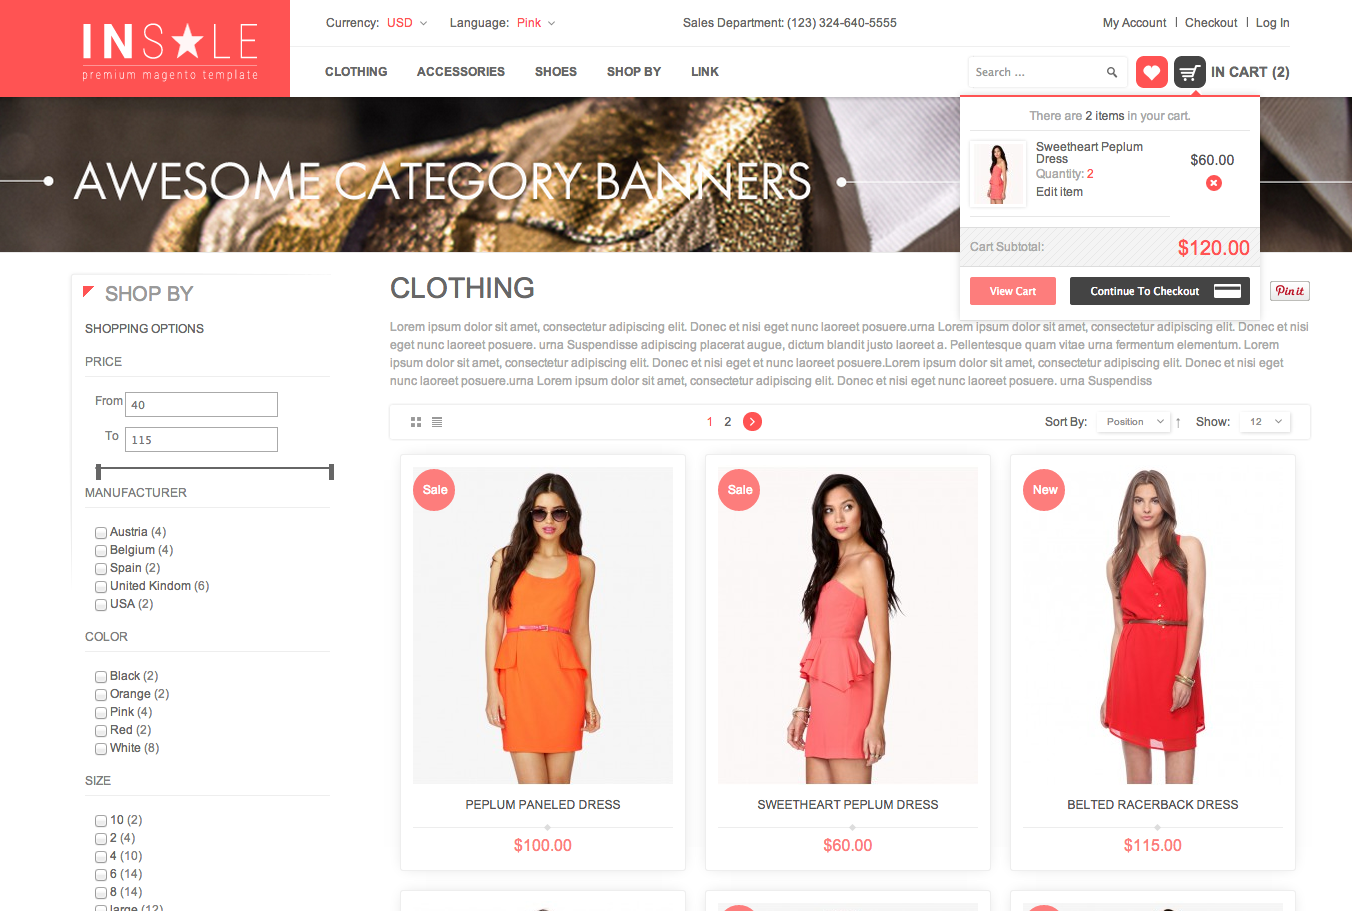 INSALE
premium magento template
Currency: USD
Language: Pink
Sales Department: (123) 324-640-5555
My Account | Checkout | Log In
CLOTHING
ACCESSORIES
SHOES
SHOP BY
LINK
Search ...
IN CART (2)
AWESOME CATEGORY BANNERS
There are 2 items in your cart.
Sweetheart Peplum
Dress
Quantity: 2
Edit item
$60.00
Cart Subtotal:
$120.00
View Cart
Continue To Checkout
SHOP BY
SHOPPING OPTIONS
PRICE
From 40
To 115
MANUFACTURER
Austria (4)
Belgium (4)
Spain (2)
United Kindom (6)
USA (2)
COLOR
Black (2)
Orange (2)
Pink (4)
Red (2)
White (8)
SIZE
10 (2)
2 (4)
4 (10)
6 (14)
8 (14)
large (12)
CLOTHING
Pin it
Lorem ipsum dolor sit amet, consectetur adipiscing elit. Donec et nisi eget nunc laoreet posuere.urna Lorem ipsum dolor sit amet, consectetur adipiscing elit. Donec et nisi
eget nunc laoreet posuere. urna Suspendisse adipiscing placerat augue, dictum blandit justo laoreet a. Pellentesque quam vitae urna fermentum elementum. Lorem
ipsum dolor sit amet, consectetur adipiscing elit. Donec et nisi eget nunc laoreet posuere.Lorem ipsum dolor sit amet, consectetur adipiscing elit. Donec et nisi eget
nunc laoreet posuere.urna Lorem ipsum dolor sit amet, consectetur adipiscing elit. Donec et nisi eget nunc laoreet posuere. urna Suspendiss
1 2
Sort By: Position ↑ Show: 12
Sale
PEPLUM PANELED DRESS
$100.00
Sale
SWEETHEART PEPLUM DRESS
$60.00
New
BELTED RACERBACK DRESS
$115.00